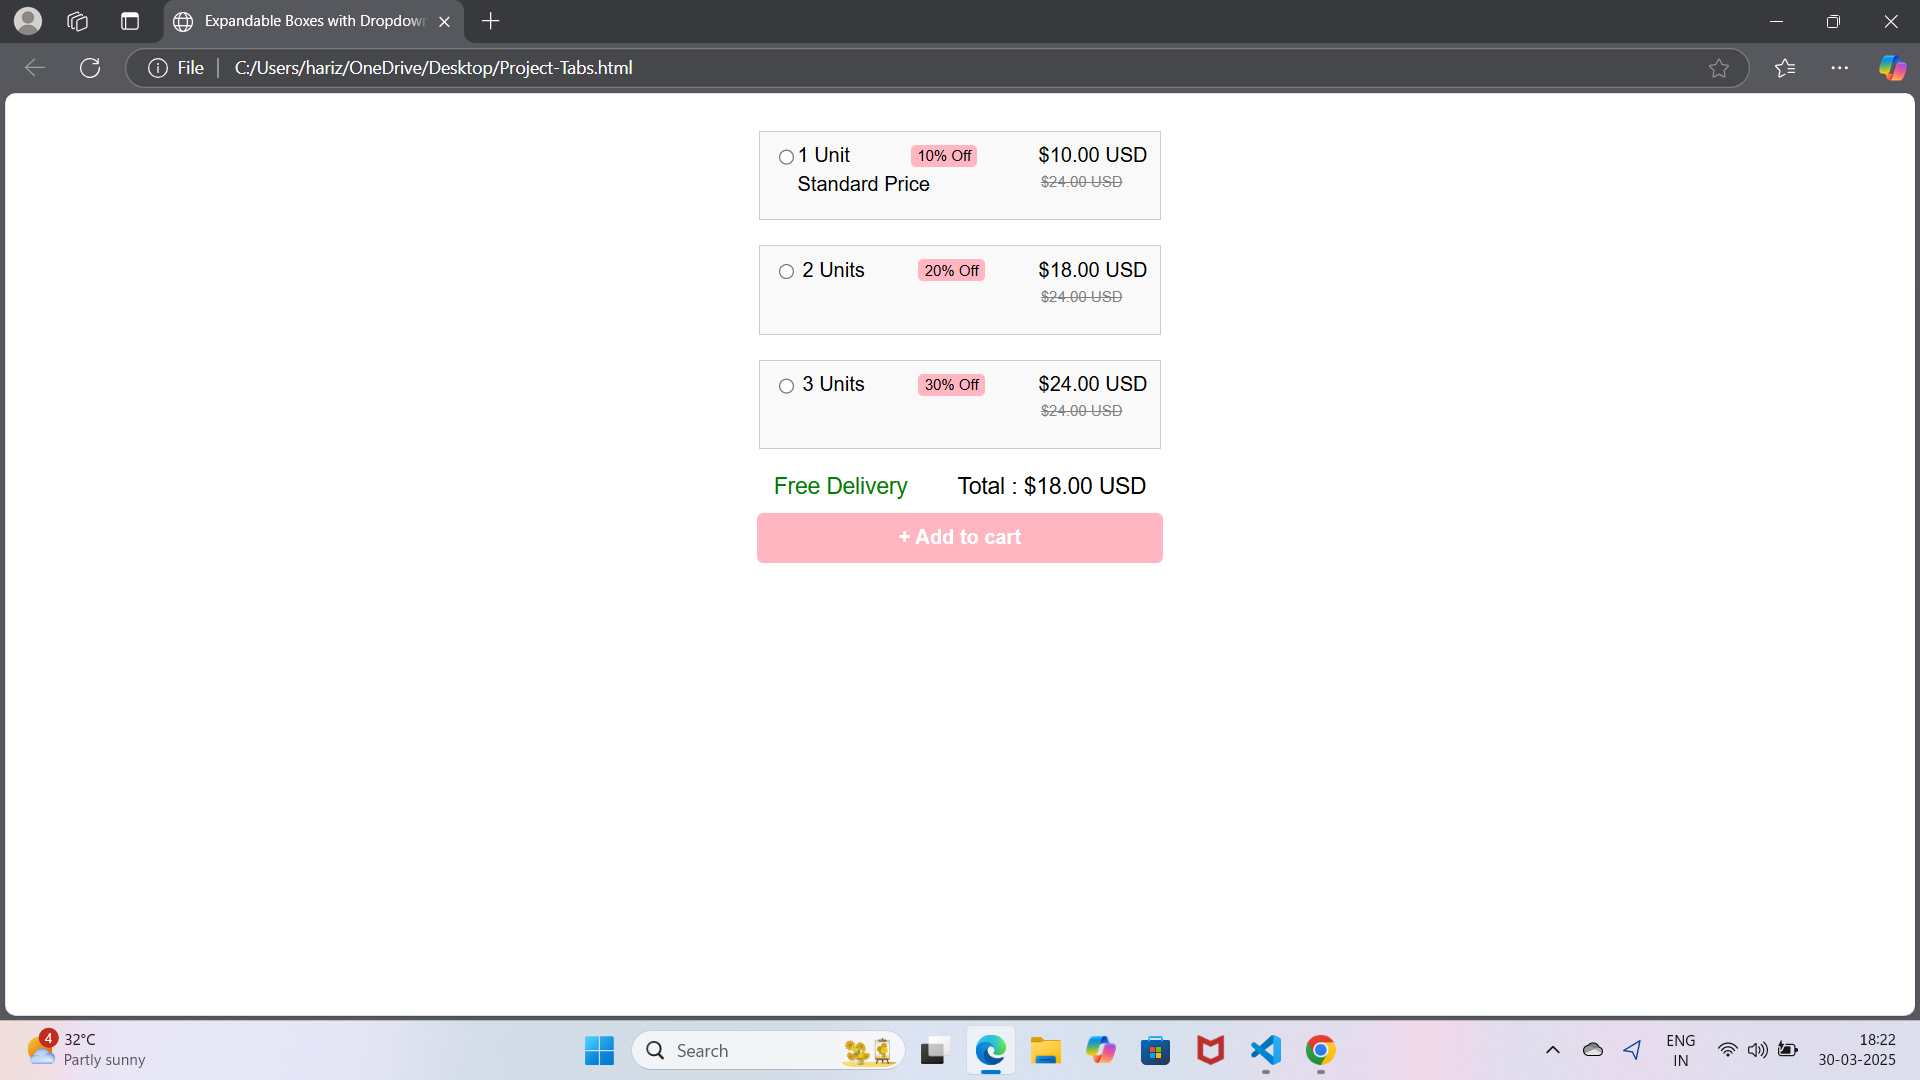 Expandable Boxes with Dropdow
File
C:/Users/hariz/OneDrive/Desktop/Project-Tabs.html
1 Unit 10% Off $10.00 USD
Standard Price $24.00 USD
2 Units 20% Off $18.00 USD
$24.00 USD
3 Units 30% Off $24.00 USD
$24.00 USD
Free Delivery Total : $18.00 USD
+ Add to cart
4
32°C
Partly sunny
Search
ENG
IN
18:22
30-03-2025